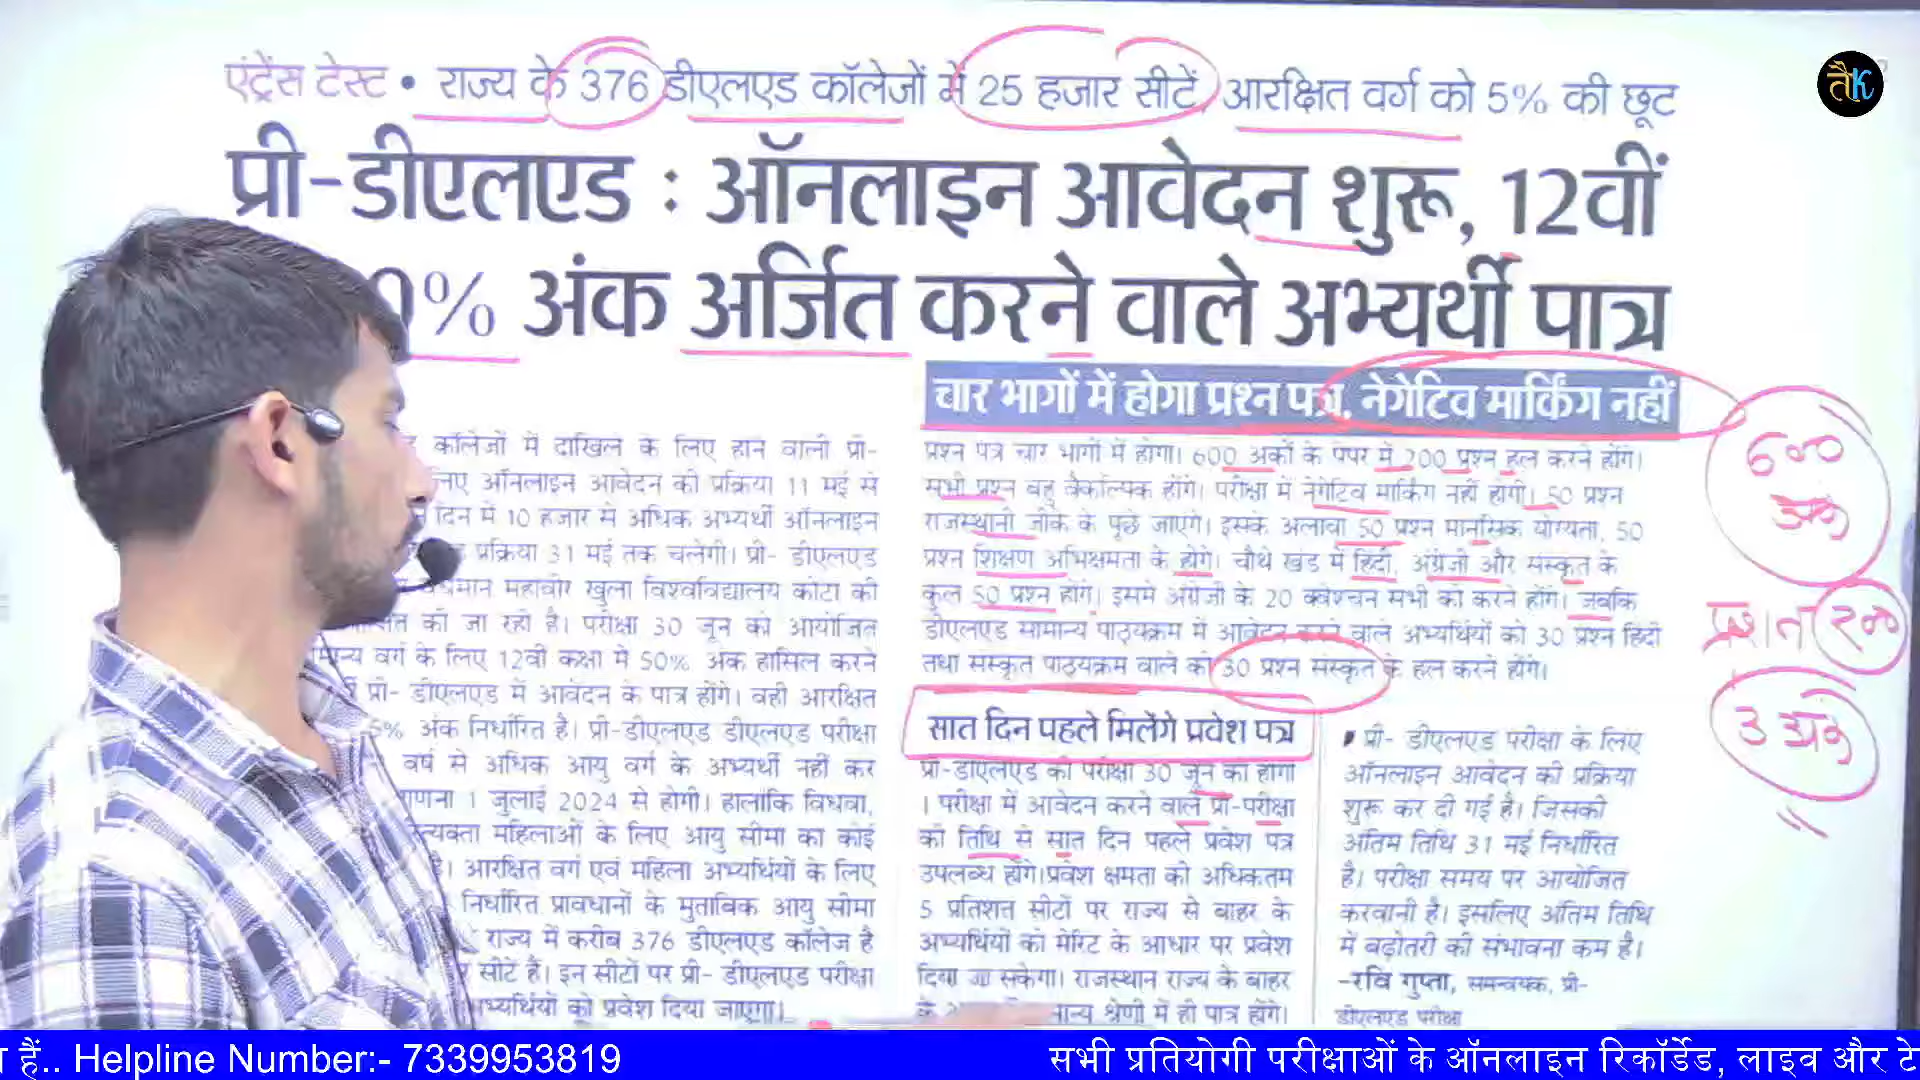 एंट्रेंस टेस्ट • राज्य के 376 डीएलएड कॉलेजों में 25 हजार सीटें, आरक्षित वर्ग को 5% की छूट
तैK
प्री-डीएलएड : ऑनलाइन आवेदन शुरू, 12वीं
0% अंक अर्जित करने वाले अभ्यर्थी पात्र
कॉलेजों में दाखिले के लिए होने वाली प्री-
लिए ऑनलाइन आवेदन की प्रक्रिया 11 मई से
दिन में 10 हजार से अधिक अभ्यर्थी ऑनलाइन
प्रक्रिया 31 मई तक चलेगी। प्री- डीएलएड
वर्धमान महावीर खुला विश्वविद्यालय कोटा की
की जा रही है। परीक्षा 30 जून को आयोजित
वर्ग के लिए 12वीं कक्षा में 50% अंक हासिल करने
प्री- डीएलएड में आवेदन के पात्र होंगे। वहीं आरक्षित
5% अंक निर्धारित है। प्री-डीएलएड डीएलएड परीक्षा
वर्ष से अधिक आयु वर्ग के अभ्यर्थी नहीं कर
गणना 1 जुलाई 2024 से होगी। हालांकि विधवा,
महिलाओं के लिए आयु सीमा का कोई
है। आरक्षित वर्ग एवं महिला अभ्यर्थियों के लिए
निर्धारित प्रावधानों के मुताबिक आयु सीमा
राज्य में करीब 376 डीएलएड कॉलेज है
सीटें है। इन सीटों पर प्री- डीएलएड परीक्षा
अभ्यर्थियों को प्रवेश दिया जाएगा।
चार भागों में होगा प्रश्न पत्र, नेगेटिव मार्किंग नहीं
प्रश्न पत्र चार भागों में होगा। 600 अंकों के पेपर में 200 प्रश्न हल करने होंगे।
सभी प्रश्न बहु वैकल्पिक होंगे। परीक्षा में नेगेटिव मार्किंग नहीं होगी। 50 प्रश्न
राजस्थानी जीके के पूछे जाएंगे। इसके अलावा 50 प्रश्न मानसिक योग्यता, 50
प्रश्न शिक्षण अभिक्षमता के होंगे। चौथे खंड में हिंदी, अंग्रेजी और संस्कृत के
कुल 50 प्रश्न होंगे। इसमें अंग्रेजी के 20 क्वेश्चन सभी को करने होंगे। जबकि
डीएलएड सामान्य पाठ्यक्रम में आवेदन करने वाले अभ्यर्थियों को 30 प्रश्न हिंदी
तथा संस्कृत पाठ्यक्रम वाले को 30 प्रश्न संस्कृत के हल करने होंगे।
600
अंक
प्रश्न 200
3 अंक
सात दिन पहले मिलेंगे प्रवेश पत्र
प्री-डीएलएड की परीक्षा 30 जून को होगी
। परीक्षा में आवेदन करने वाले प्री-परीक्षा
की तिथि से सात दिन पहले प्रवेश पत्र
उपलब्ध होंगे।प्रवेश क्षमता की अधिकतम
5 प्रतिशत सीटों पर राज्य से बाहर के
अभ्यर्थियों को मेरिट के आधार पर प्रवेश
दिया जा सकेगा। राजस्थान राज्य के बाहर
के श्रेणी में ही पात्र होंगे।
प्री- डीएलएड परीक्षा के लिए
ऑनलाइन आवेदन की प्रक्रिया
शुरू कर दी गई है। जिसकी
अंतिम तिथि 31 मई निर्धारित
है। परीक्षा समय पर आयोजित
करवानी है। इसलिए अंतिम तिथि
में बढ़ोतरी की संभावना कम है।
-रवि गुप्ता, समन्वयक, प्री-
डीएलएड परीक्षा
हैं.. Helpline Number:- 7339953819
सभी प्रतियोगी परीक्षाओं के ऑनलाइन रिकॉर्डेड, लाइव और टे